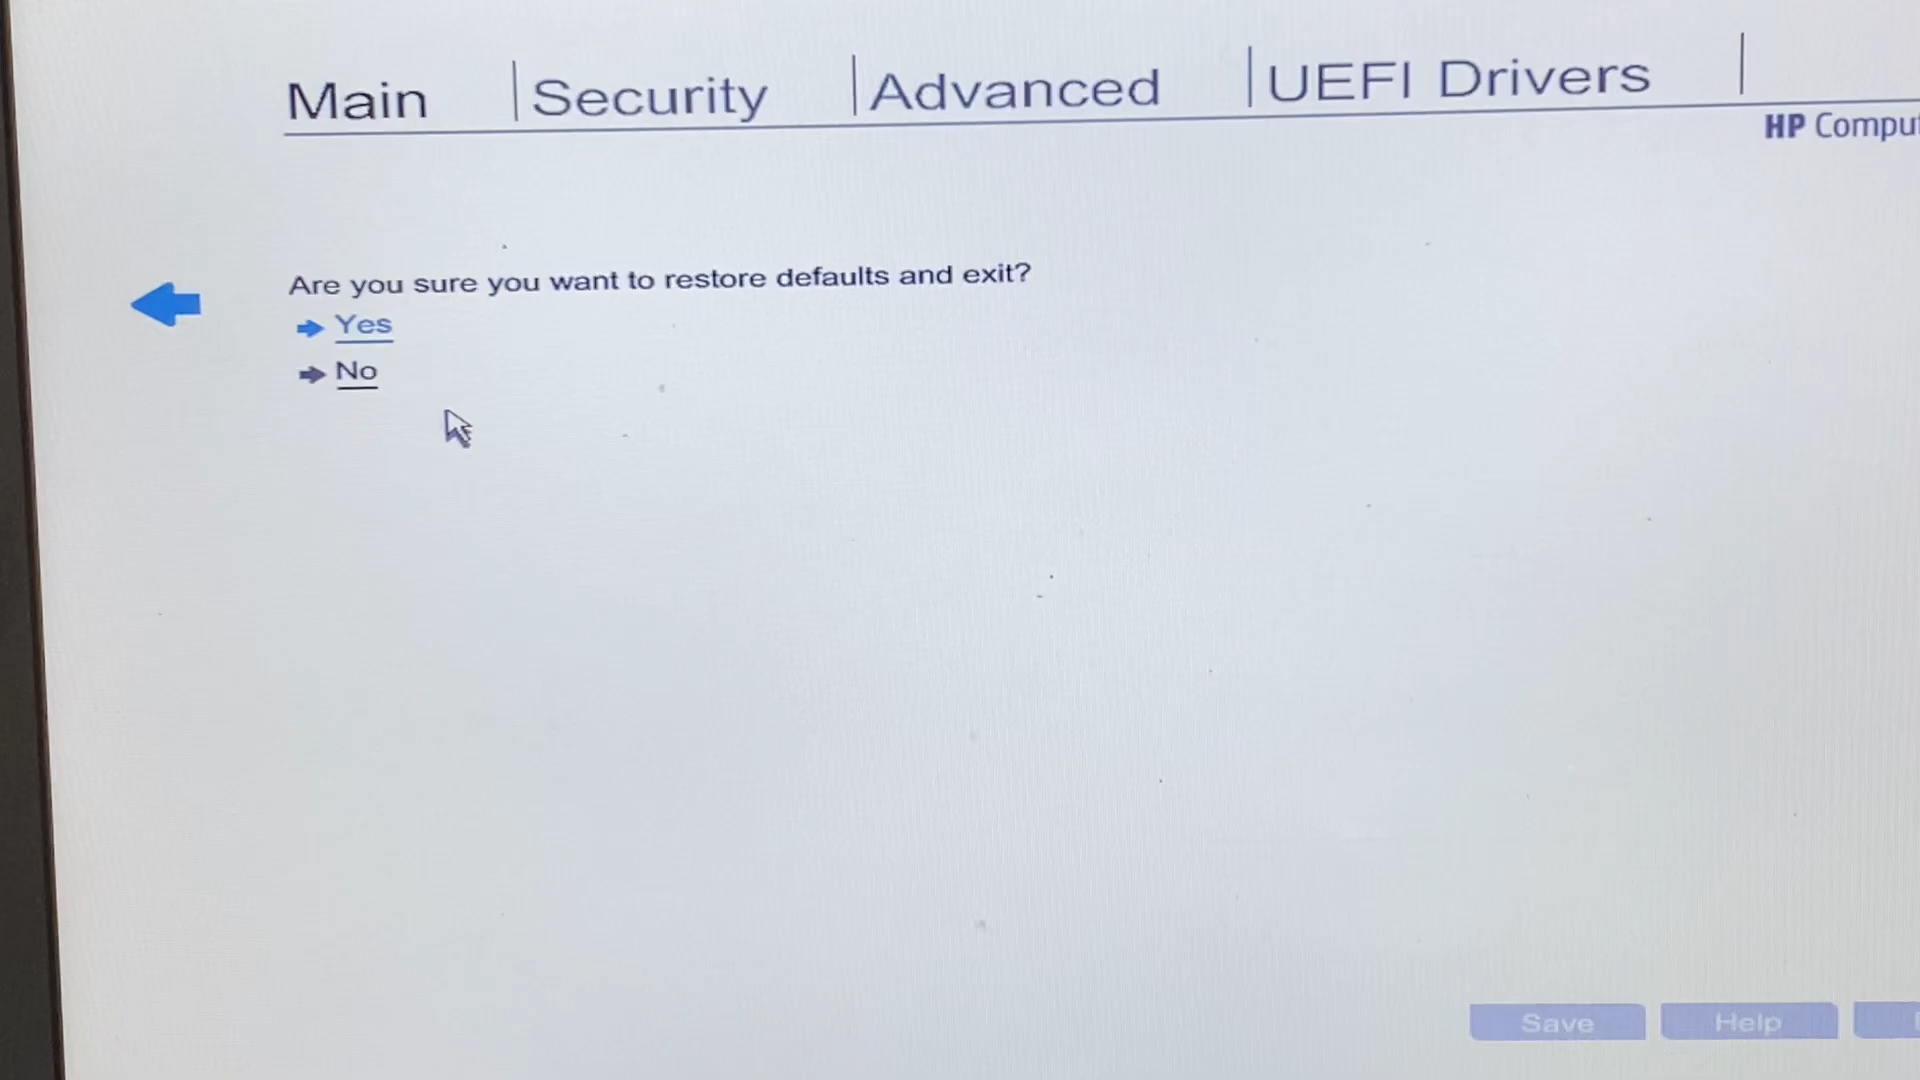 Main Security Advanced UEFI Drivers
HP
Are you sure you want to restore defaults and exit?
Yes
No
Save Help